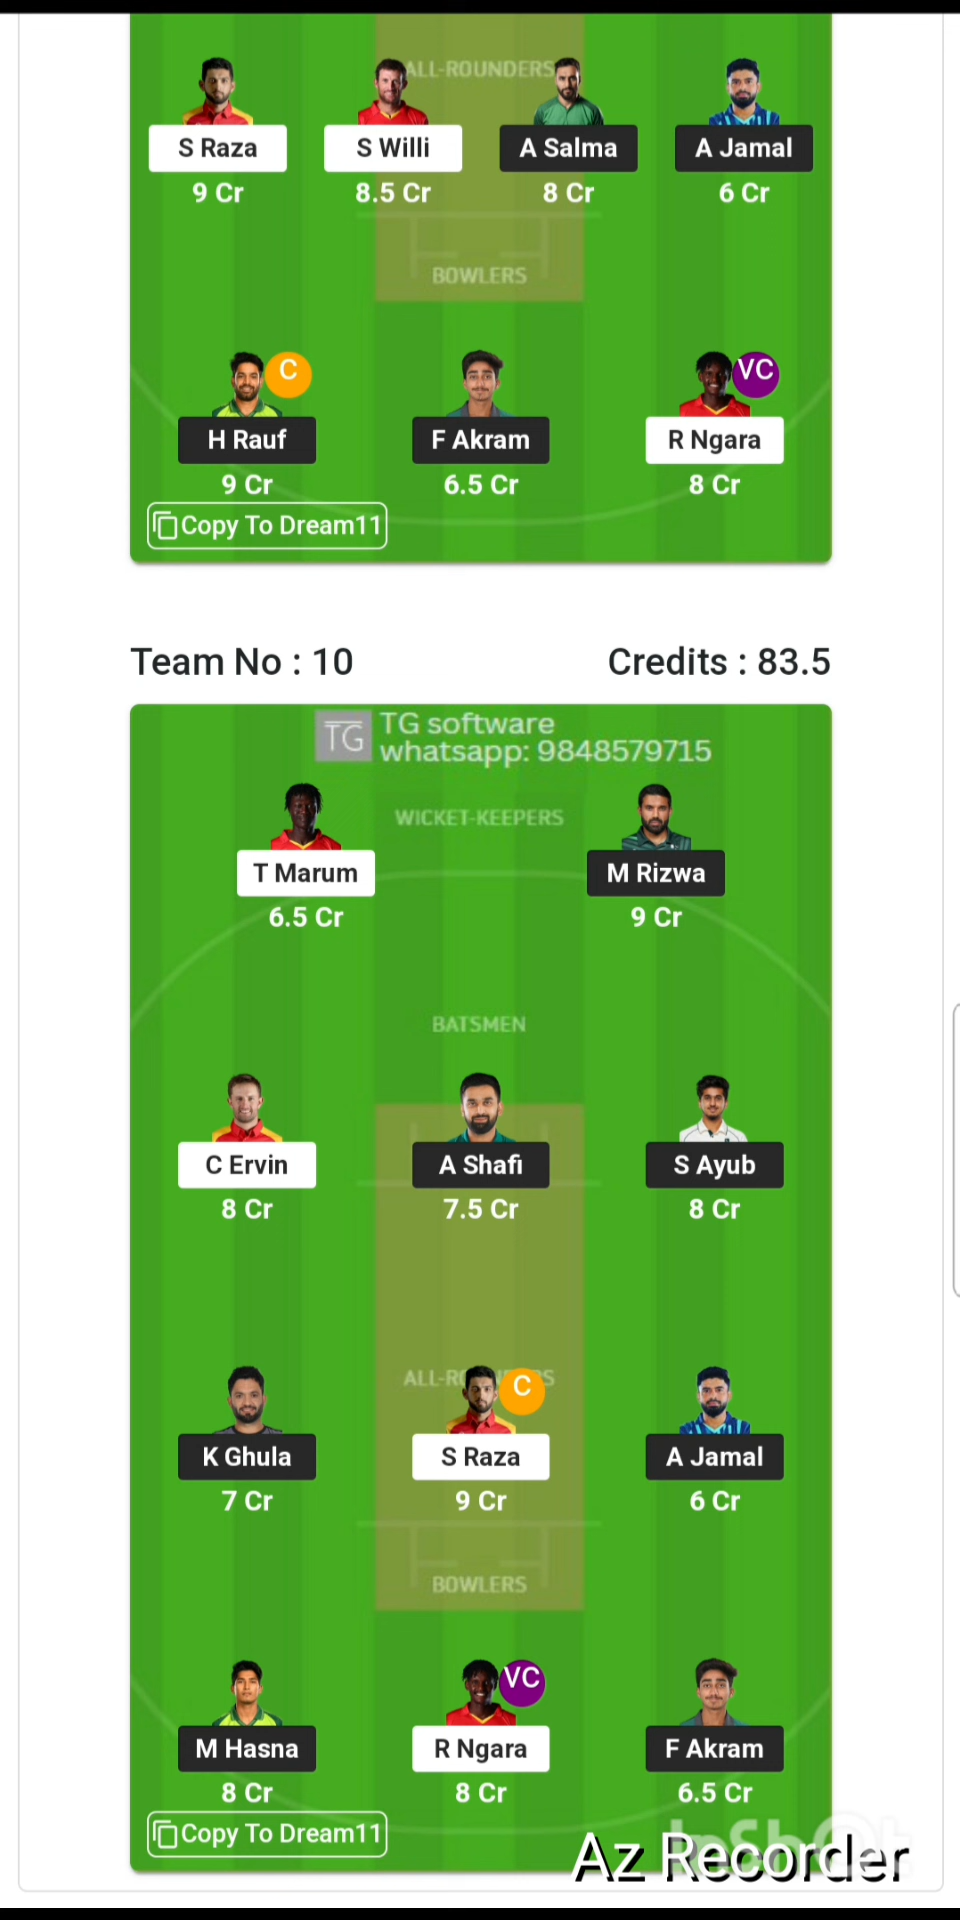 ALL-ROUNDERS
S Raza S Willi A Salma A Jamal
9 Cr 8.5 Cr 8 Cr 6 Cr
BOWLERS
C VC
H Rauf F Akram R Ngara
9 Cr 6.5 Cr 8 Cr
Copy To Dream11
Team No : 10 Credits : 83.5
TG TG software
whatsapp: 9848579715
WICKET-KEEPERS
T Marum M Rizwa
6.5 Cr 9 Cr
BATSMEN
C Ervin A Shafi S Ayub
8 Cr 7.5 Cr 8 Cr
ALL-ROUNDERS C
K Ghula S Raza A Jamal
7 Cr 9 Cr 6 Cr
BOWLERS
VC
M Hasna R Ngara F Akram
8 Cr 8 Cr 6.5 Cr
Copy To Dream11
InShOt
Az Recorder